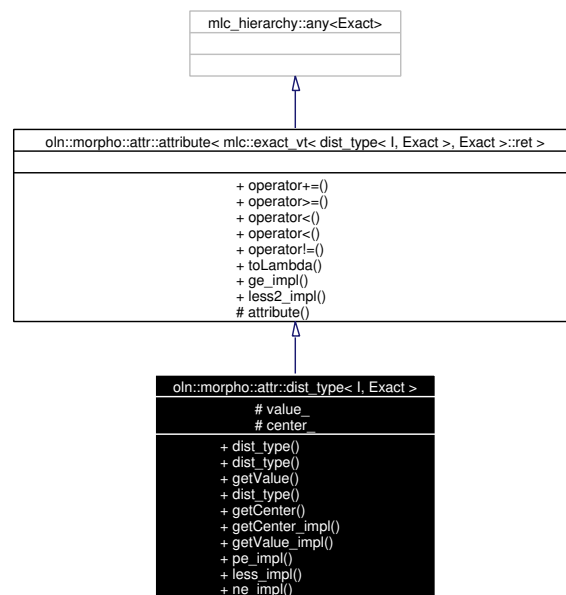 mlc_hierarchy::any<Exact>
oln::morpho::attr::attribute< mlc::exact_vt< dist_type< I, Exact >, Exact >::ret >
+ operator+=()
+ operator>=()
+ operator<()
+ operator<()
+ operator!=()
+ toLambda()
+ ge_impl()
+ less2_impl()
# attribute()
oln::morpho::attr::dist_type< I, Exact >
# value_
# center_
+ dist_type()
+ dist_type()
+ getValue()
+ dist_type()
+ getCenter()
+ getCenter_impl()
+ getValue_impl()
+ pe_impl()
+ less_impl()
+ ne_impl()